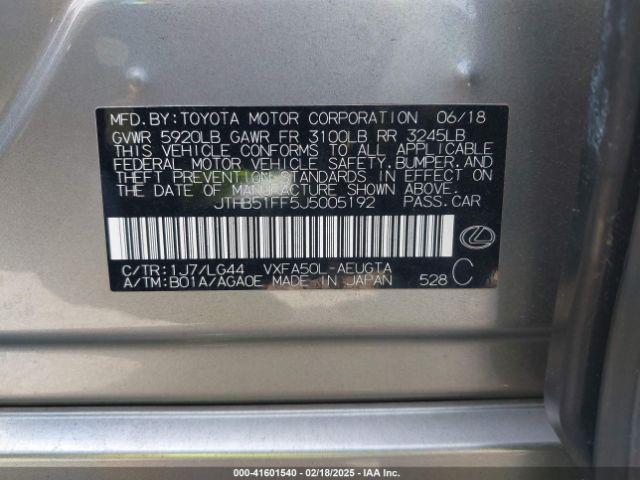 MFD.BY:TOYOTA MOTOR CORPORATION 06/18
GVWR 5920LB GAWR FR 3100LB RR 3245LB
THIS VEHICLE CONFORMS TO ALL APPLICABLE
FEDERAL MOTOR VEHICLE SAFETY, BUMPER, AND
THEFT PREVENTION STANDARDS IN EFFECT ON
THE DATE OF MANUFACTURE SHOWN ABOVE.
JTHB51FF5J5005192 PASS.CAR
C/TR:1J7/LG44 VXFA50L-AEUGTA
A/TM:B01A/AGA0E MADE IN JAPAN 528 C
000-41601540 - 02/18/2025 - IAAI.COM